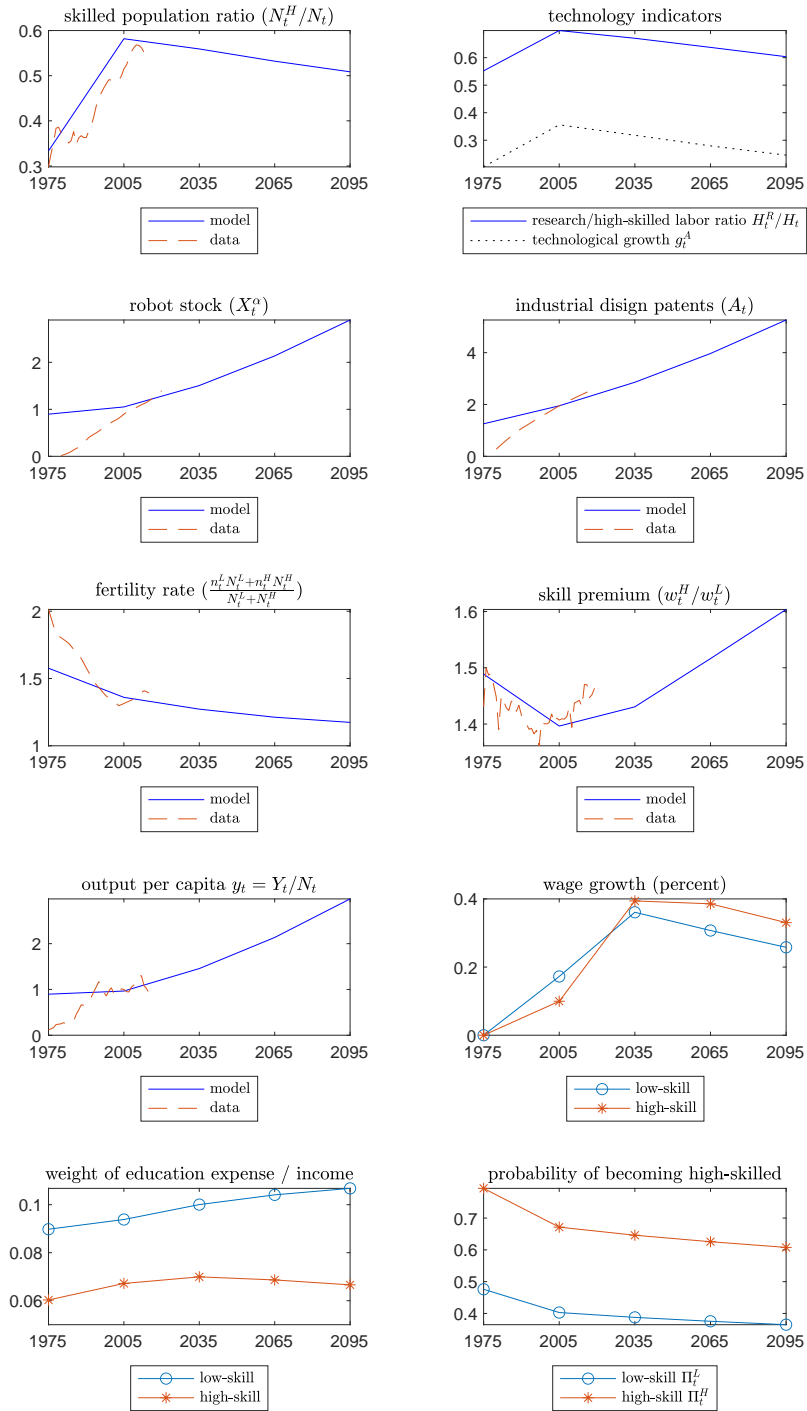 skilled population ratio (N_t^H/N_t)
0.6
0.5
0.4
0.3
1975 2005 2035 2065 2095
model
data
technology indicators
0.6
0.3
1975 2005 2035 2065 2095
research/high-skilled labor ratio H_t^R/H_t
technological growth g_t^A
robot stock (X_t^α)
2
1
0
1975 2005 2035 2065 2095
model
data
industrial disign patents (A_t)
4
2
0
1975 2005 2035 2065 2095
model
data
fertility rate (\frac{n_t^L N_t^L+n_t^H N_t^H}{N_t^L+N_t^H})
2
1.5
1
1975 2005 2035 2065 2095
model
data
skill premium (w_t^H/w_t^L)
1.6
1.5
1.4
1975 2005 2035 2065 2095
model
data
output per capita y_t = Y_t/N_t
2
1
0
1975 2005 2035 2065 2095
model
data
wage growth (percent)
0.4
0.2
0
1975 2005 2035 2065 2095
low-skill
high-skill
weight of education expense / income
0.1
0.08
0.06
1975 2005 2035 2065 2095
low-skill
high-skill
probability of becoming high-skilled
0.7
0.6
0.5
0.4
1975 2005 2035 2065 2095
low-skill Π_t^L
high-skill Π_t^H